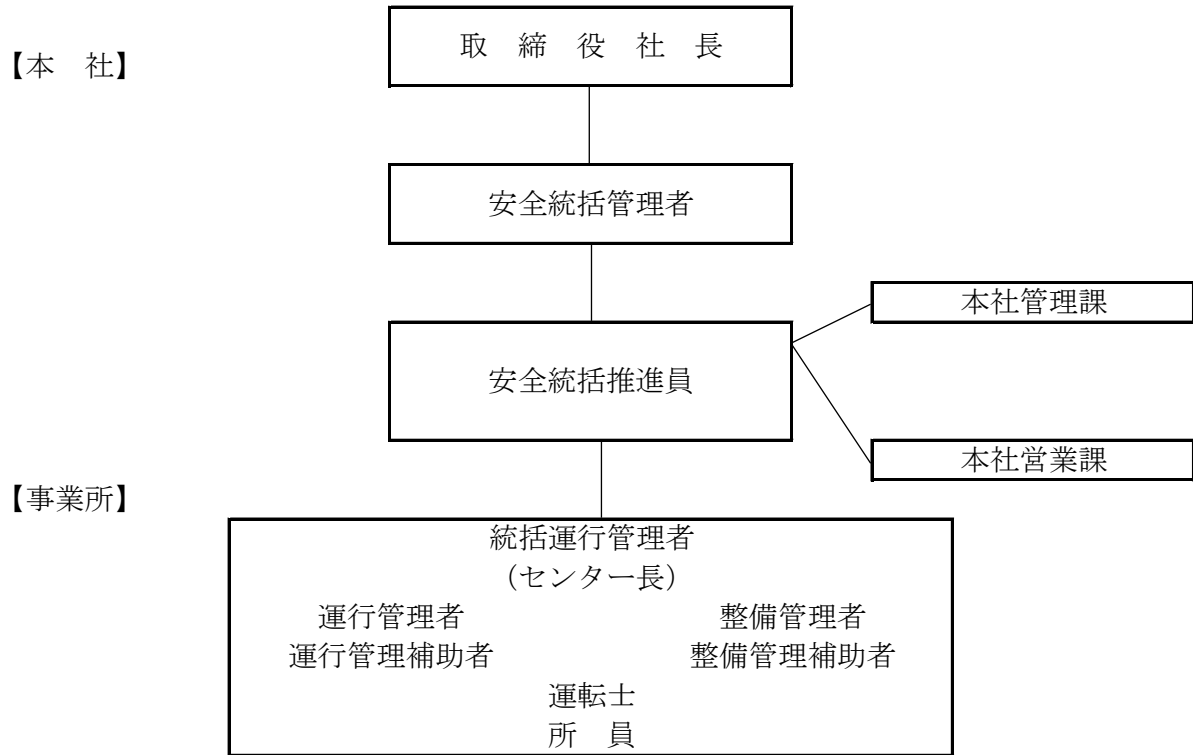 取 締 役 社 長
【本　社】
安全統括管理者
本社管理課
安全統括推進員
本社営業課
【事業所】
統括運行管理者
（センター長）
運行管理者　整備管理者
運行管理補助者　整備管理補助者
運転士
所　員